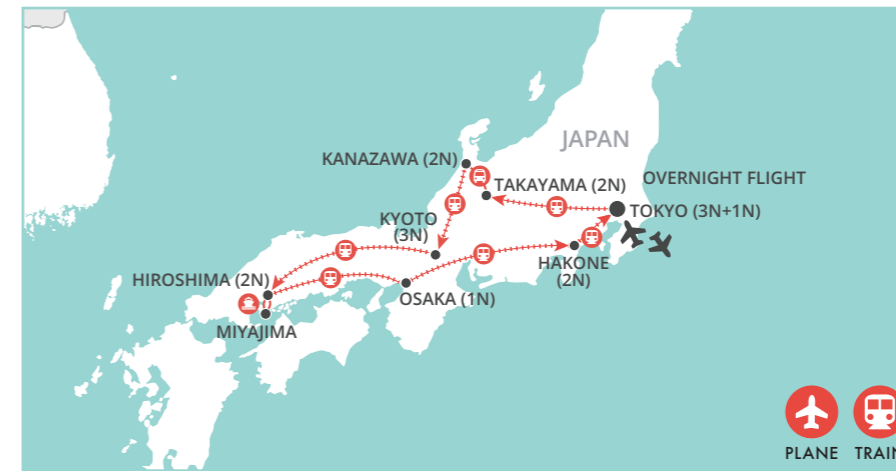 JAPAN
KANAZAWA (2N)
TAKAYAMA (2N)
OVERNIGHT FLIGHT
TOKYO (3N+1N)
KYOTO
(3N)
HAKONE
(2N)
HIROSHIMA (2N)
OSAKA (1N)
MIYAJIMA
PLANE
TRAIN